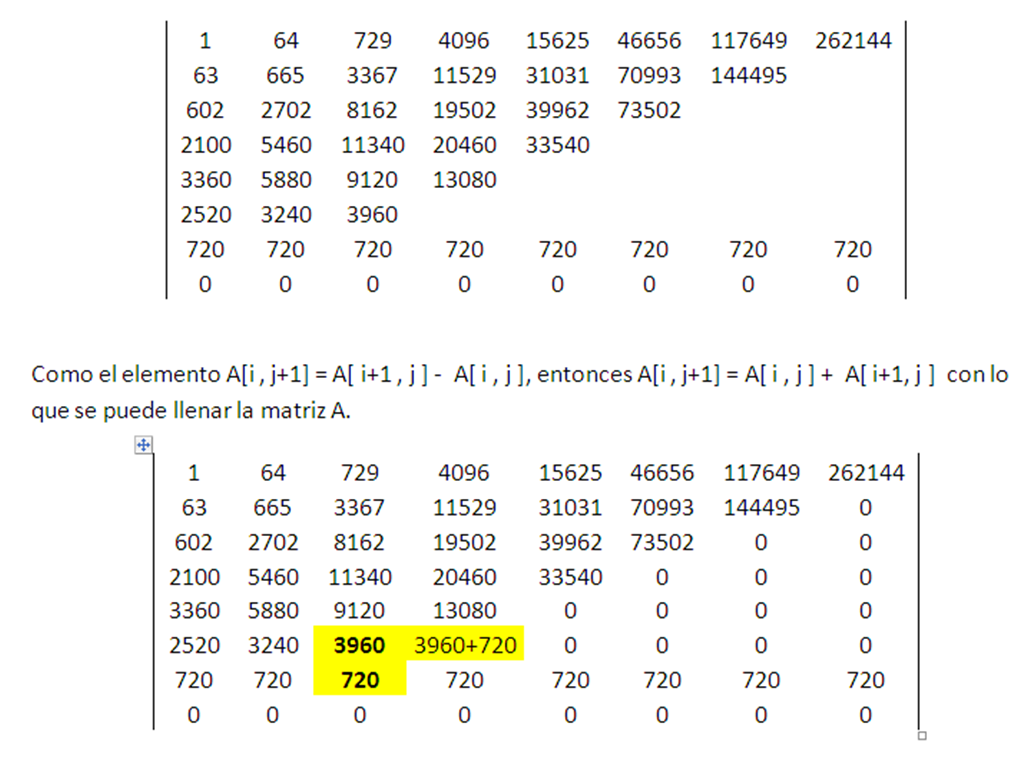 1 64 729 4096 15625 46656 117649 262144
63 665 3367 11529 31031 70993 144495
602 2702 8162 19502 39962 73502
2100 5460 11340 20460 33540
3360 5880 9120 13080
2520 3240 3960
720 720 720 720 720 720 720 720
0 0 0 0 0 0 0 0
Como el elemento A[i , j+1] = A[ i+1 , j ] - A[ i , j ], entonces A[i , j+1] = A[ i , j ] + A[ i+1, j ] con lo
que se puede llenar la matriz A.
1 64 729 4096 15625 46656 117649 262144
63 665 3367 11529 31031 70993 144495 0
602 2702 8162 19502 39962 73502 0 0
2100 5460 11340 20460 33540 0 0 0
3360 5880 9120 13080 0 0 0 0
2520 3240 3960 3960+720 0 0 0 0
720 720 720 720 720 720 720 720
0 0 0 0 0 0 0 0